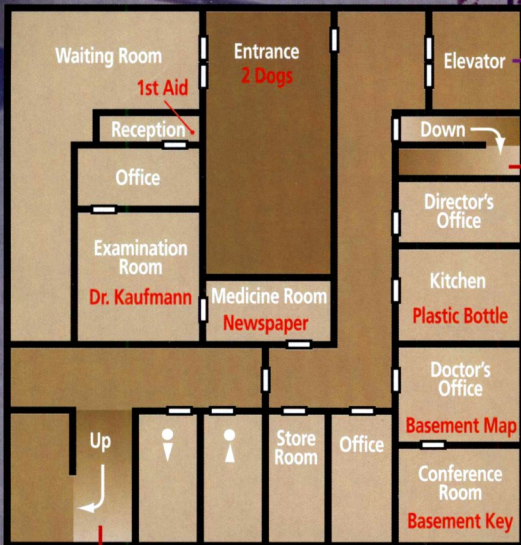 Waiting Room
1st Aid
Reception
Office
Examination
Room
Dr. Kaufmann
Entrance
2 Dogs
Medicine Room
Newspaper
Elevator
Down
Director's
Office
Kitchen
Plastic Bottle
Doctor's
Office
Basement Map
Conference
Room
Basement Key
Up
Store
Room
Office